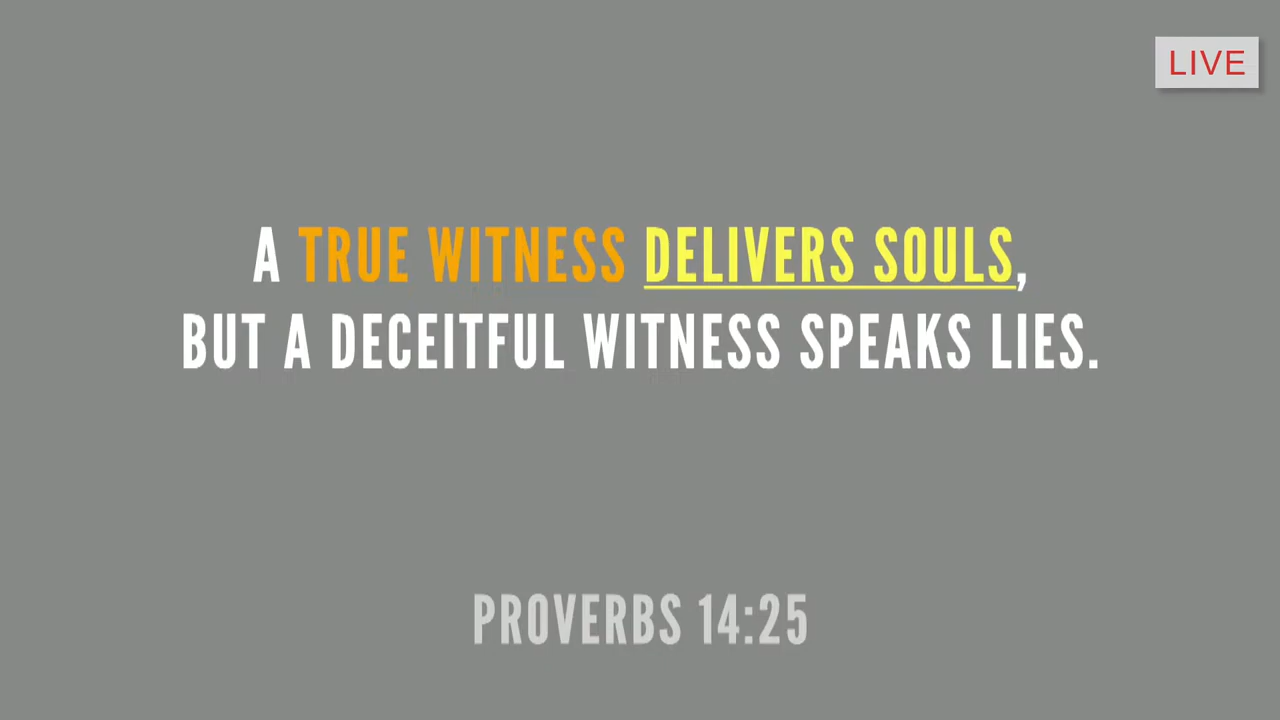 LIVE
A TRUE WITNESS DELIVERS SOULS,
BUT A DECEITFUL WITNESS SPEAKS LIES.
PROVERBS 14:25